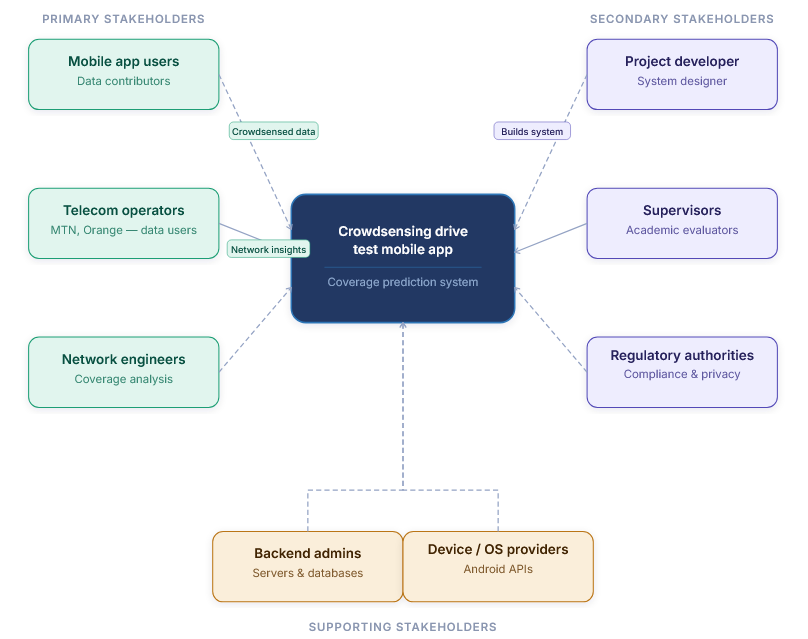 PRIMARY STAKEHOLDERS
SECONDARY STAKEHOLDERS
Mobile app users
Data contributors
Project developer
System designer
Crowdsensed data
Builds system
Telecom operators
MTN, Orange — data users
Network insights
Crowdsensing drive
test mobile app
Coverage prediction system
Supervisors
Academic evaluators
Network engineers
Coverage analysis
Regulatory authorities
Compliance & privacy
Backend admins
Servers & databases
Device / OS providers
Android APIs
SUPPORTING STAKEHOLDERS